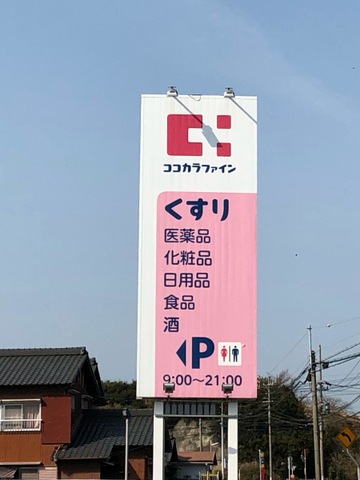 ココカラファイン
くすり
医薬品
化粧品
日用品
食品
酒
P
9:00〜21:00